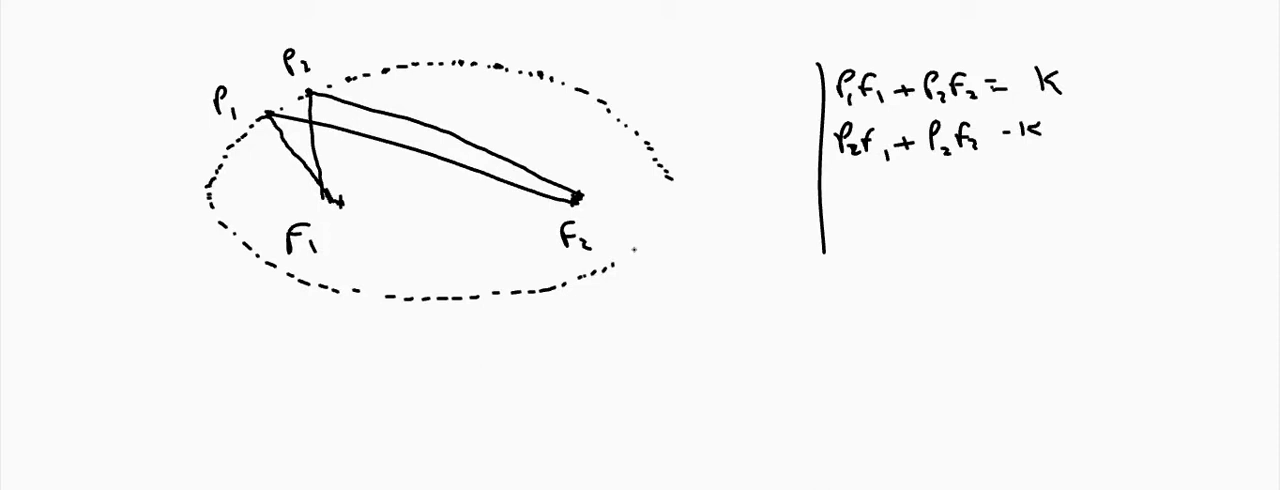 P₂
P₁
F₁
F₂
P₁F₁ + P₂F₂ = K
P₂F₁ + P₂F₂ - K